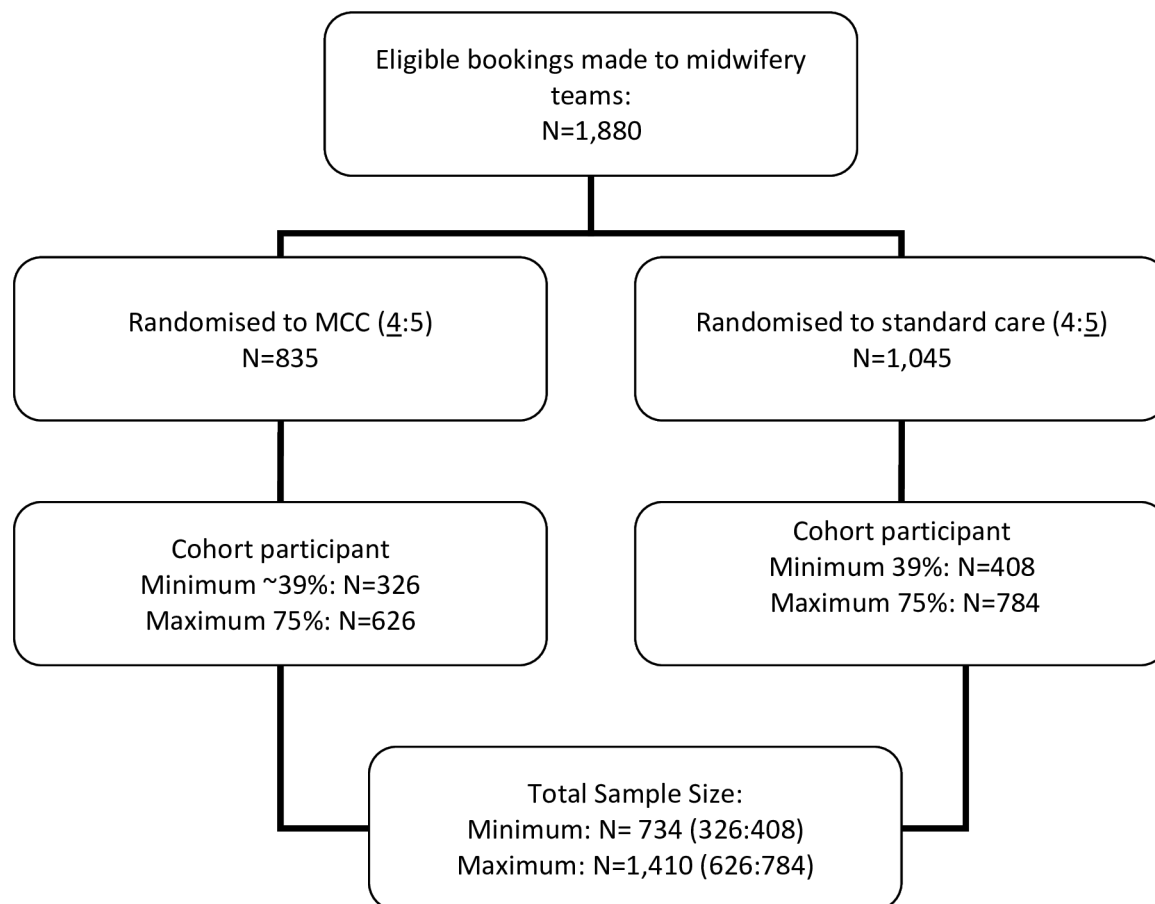 Eligible bookings made to midwifery
teams:
N=1,880
Randomised to MCC (4:5)
N=835
Randomised to standard care (4:5)
N=1,045
Cohort participant
Minimum ~39%: N=326
Maximum 75%: N=626
Cohort participant
Minimum 39%: N=408
Maximum 75%: N=784
Total Sample Size:
Minimum: N= 734 (326:408)
Maximum: N=1,410 (626:784)